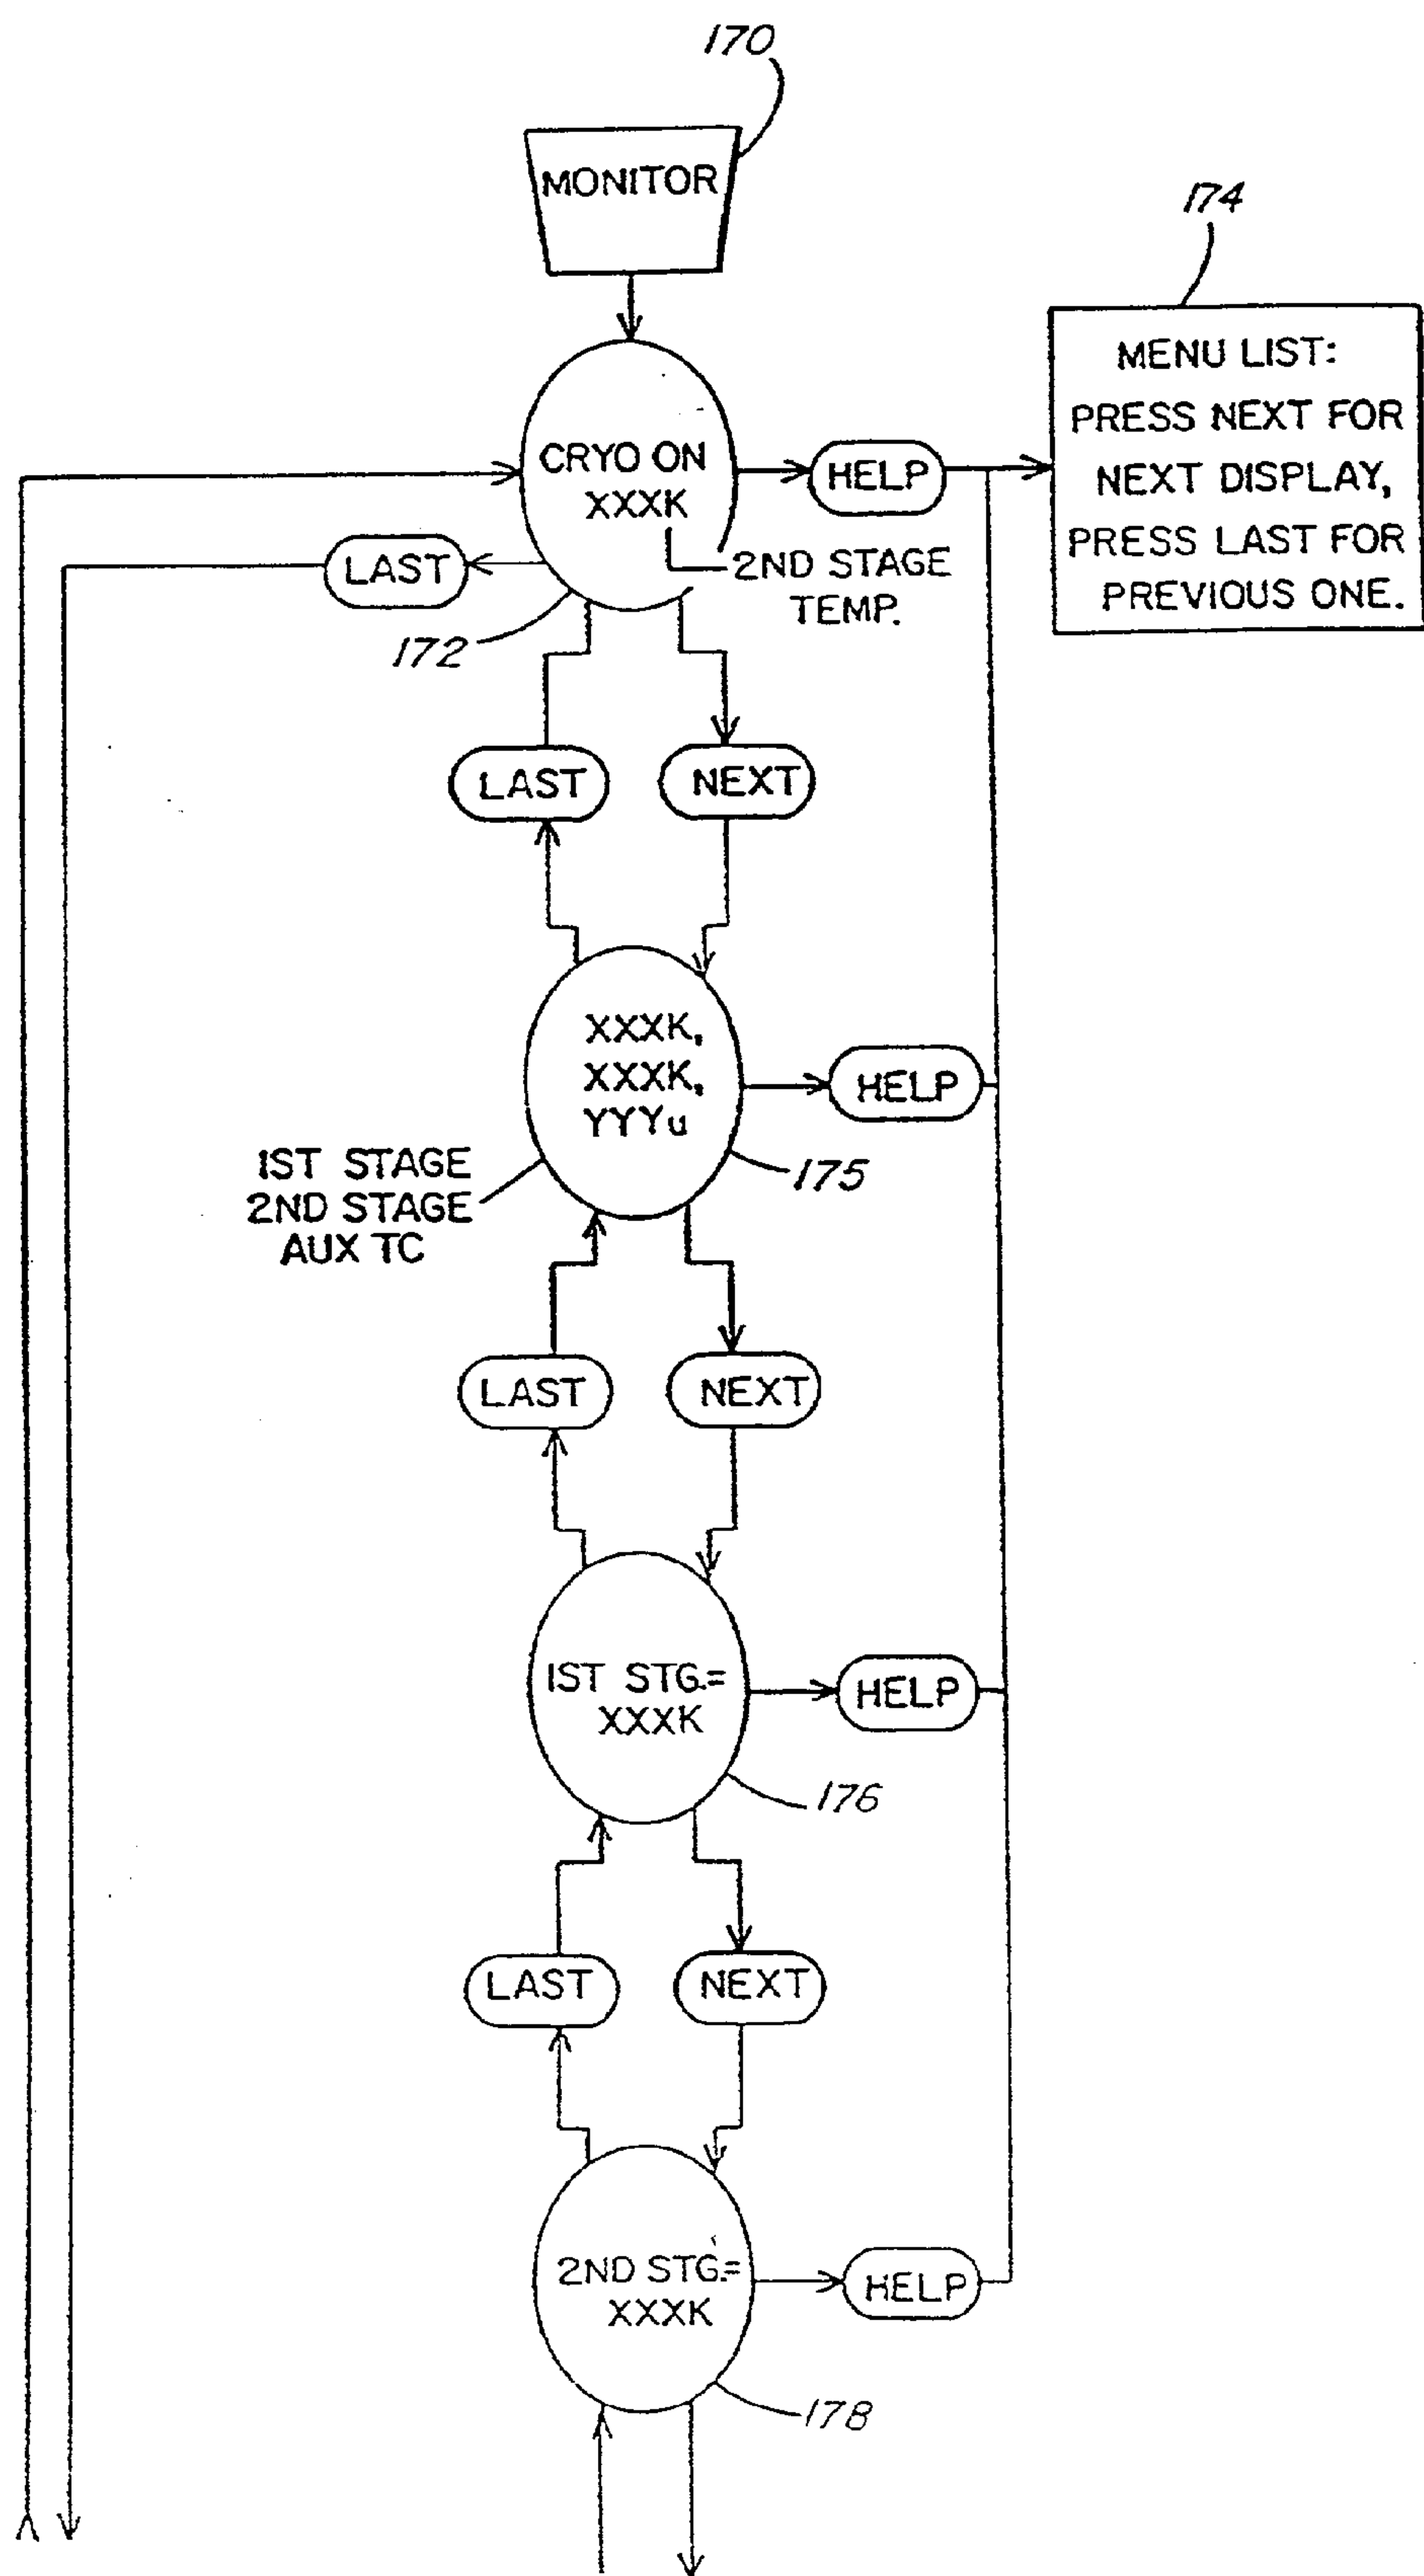 170
MONITOR
174
MENU LIST:
PRESS NEXT FOR
NEXT DISPLAY,
PRESS LAST FOR
PREVIOUS ONE.
CRYO ON
XXXK
HELP
LAST
2ND STAGE
TEMP.
172
LAST
NEXT
XXXK,
XXXK,
YYYu
HELP
1ST STAGE
2ND STAGE
AUX TC
175
LAST
NEXT
1ST STG.=
XXXK
HELP
176
LAST
NEXT
2ND STG.=
XXXK
HELP
178